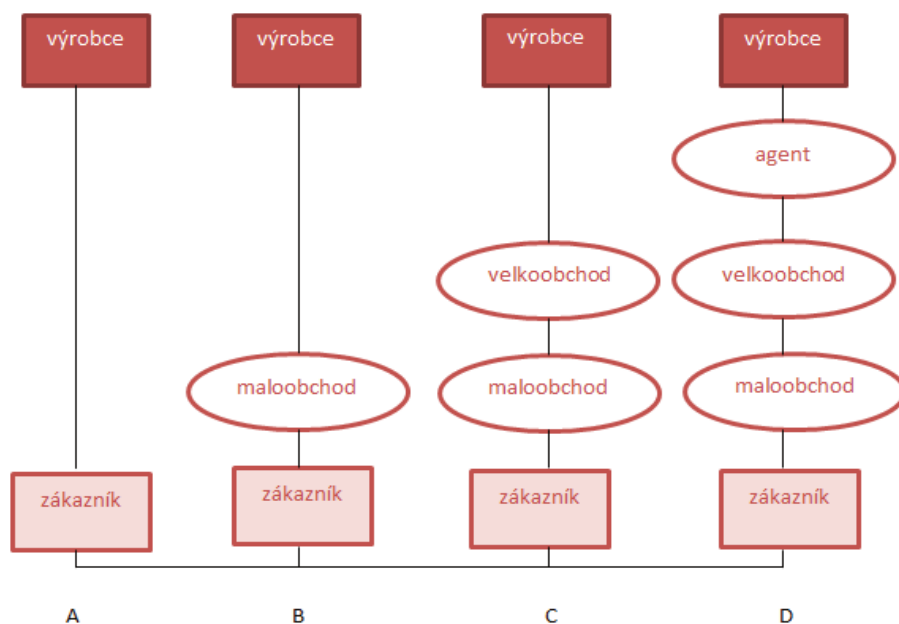 výrobce
výrobce
výrobce
výrobce
agent
velkoobchod
velkoobchod
maloobchod
maloobchod
maloobchod
zákazník
zákazník
zákazník
zákazník
A
B
C
D